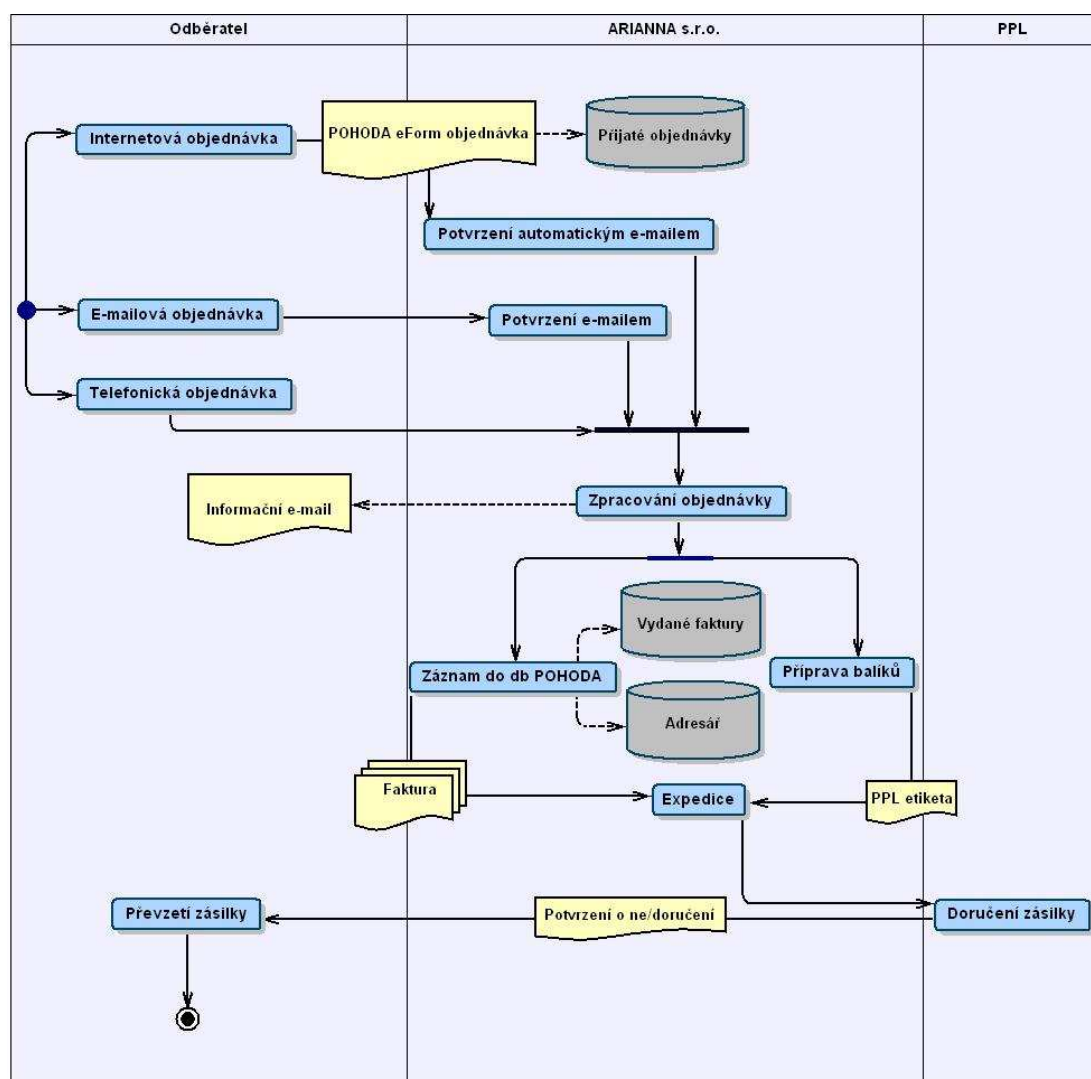 Odběratel
ARIANNA s.r.o.
PPL
Internetová objednávka
POHODA eForm objednávka
Přijaté objednávky
Potvrzení automatickým e-mailem
E-mailová objednávka
Potvrzení e-mailem
Telefonická objednávka
Zpracování objednávky
Informační e-mail
Vydané faktury
Záznam do db POHODA
Příprava balíků
Adresář
Faktura
Expedice
PPL etiketa
Převzetí zásilky
Potvrzení o ne/doručení
Doručení zásilky